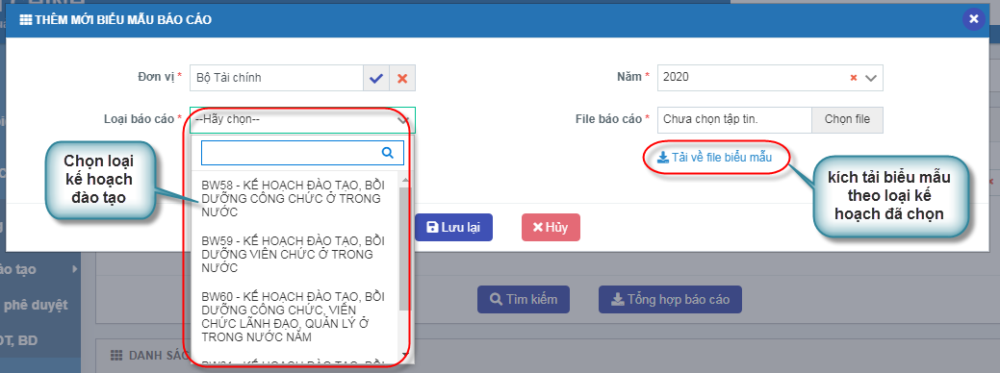 THÊM MỚI BIỂU MẪU BÁO CÁO
Đơn vị * Bộ Tài chính
Năm * 2020
Loại báo cáo * --Hãy chọn--
File báo cáo * Chưa chọn tập tin. Chọn file
Tải về file biểu mẫu
Chọn loại
kế hoạch
đào tạo
BW58 - KẾ HOẠCH ĐÀO TẠO, BỒI
DƯỠNG CÔNG CHỨC Ở TRONG
NƯỚC
BW59 - KẾ HOẠCH ĐÀO TẠO, BỒI
DƯỠNG VIÊN CHỨC Ở TRONG
NƯỚC
BW60 - KẾ HOẠCH ĐÀO TẠO, BỒI
DƯỠNG CÔNG CHỨC, VIÊN
CHỨC LÃNH ĐẠO, QUẢN LÝ Ở
TRONG NƯỚC NĂM
kích tải biểu mẫu
theo loại kế
hoạch đã chọn
Lưu lại
Hủy
ào tạo
phê duyệt
ĐT, BD
Tìm kiếm
Tổng hợp báo cáo
DANH SÁC